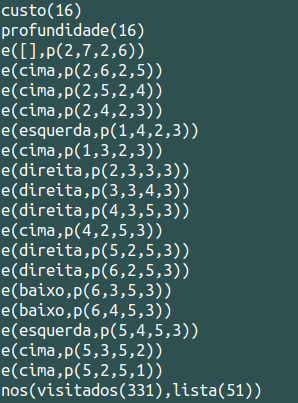 custo(16)
profundidade(16)
e([],p(2,7,2,6))
e(cima,p(2,6,2,5))
e(cima,p(2,5,2,4))
e(cima,p(2,4,2,3))
e(esquerda,p(1,4,2,3))
e(cima,p(1,3,2,3))
e(direita,p(2,3,3,3))
e(direita,p(3,3,4,3))
e(direita,p(4,3,5,3))
e(cima,p(4,2,5,3))
e(direita,p(5,2,5,3))
e(direita,p(6,2,5,3))
e(baixo,p(6,3,5,3))
e(baixo,p(6,4,5,3))
e(esquerda,p(5,4,5,3))
e(cima,p(5,3,5,2))
e(cima,p(5,2,5,1))
nos(visitados(331),lista(51))